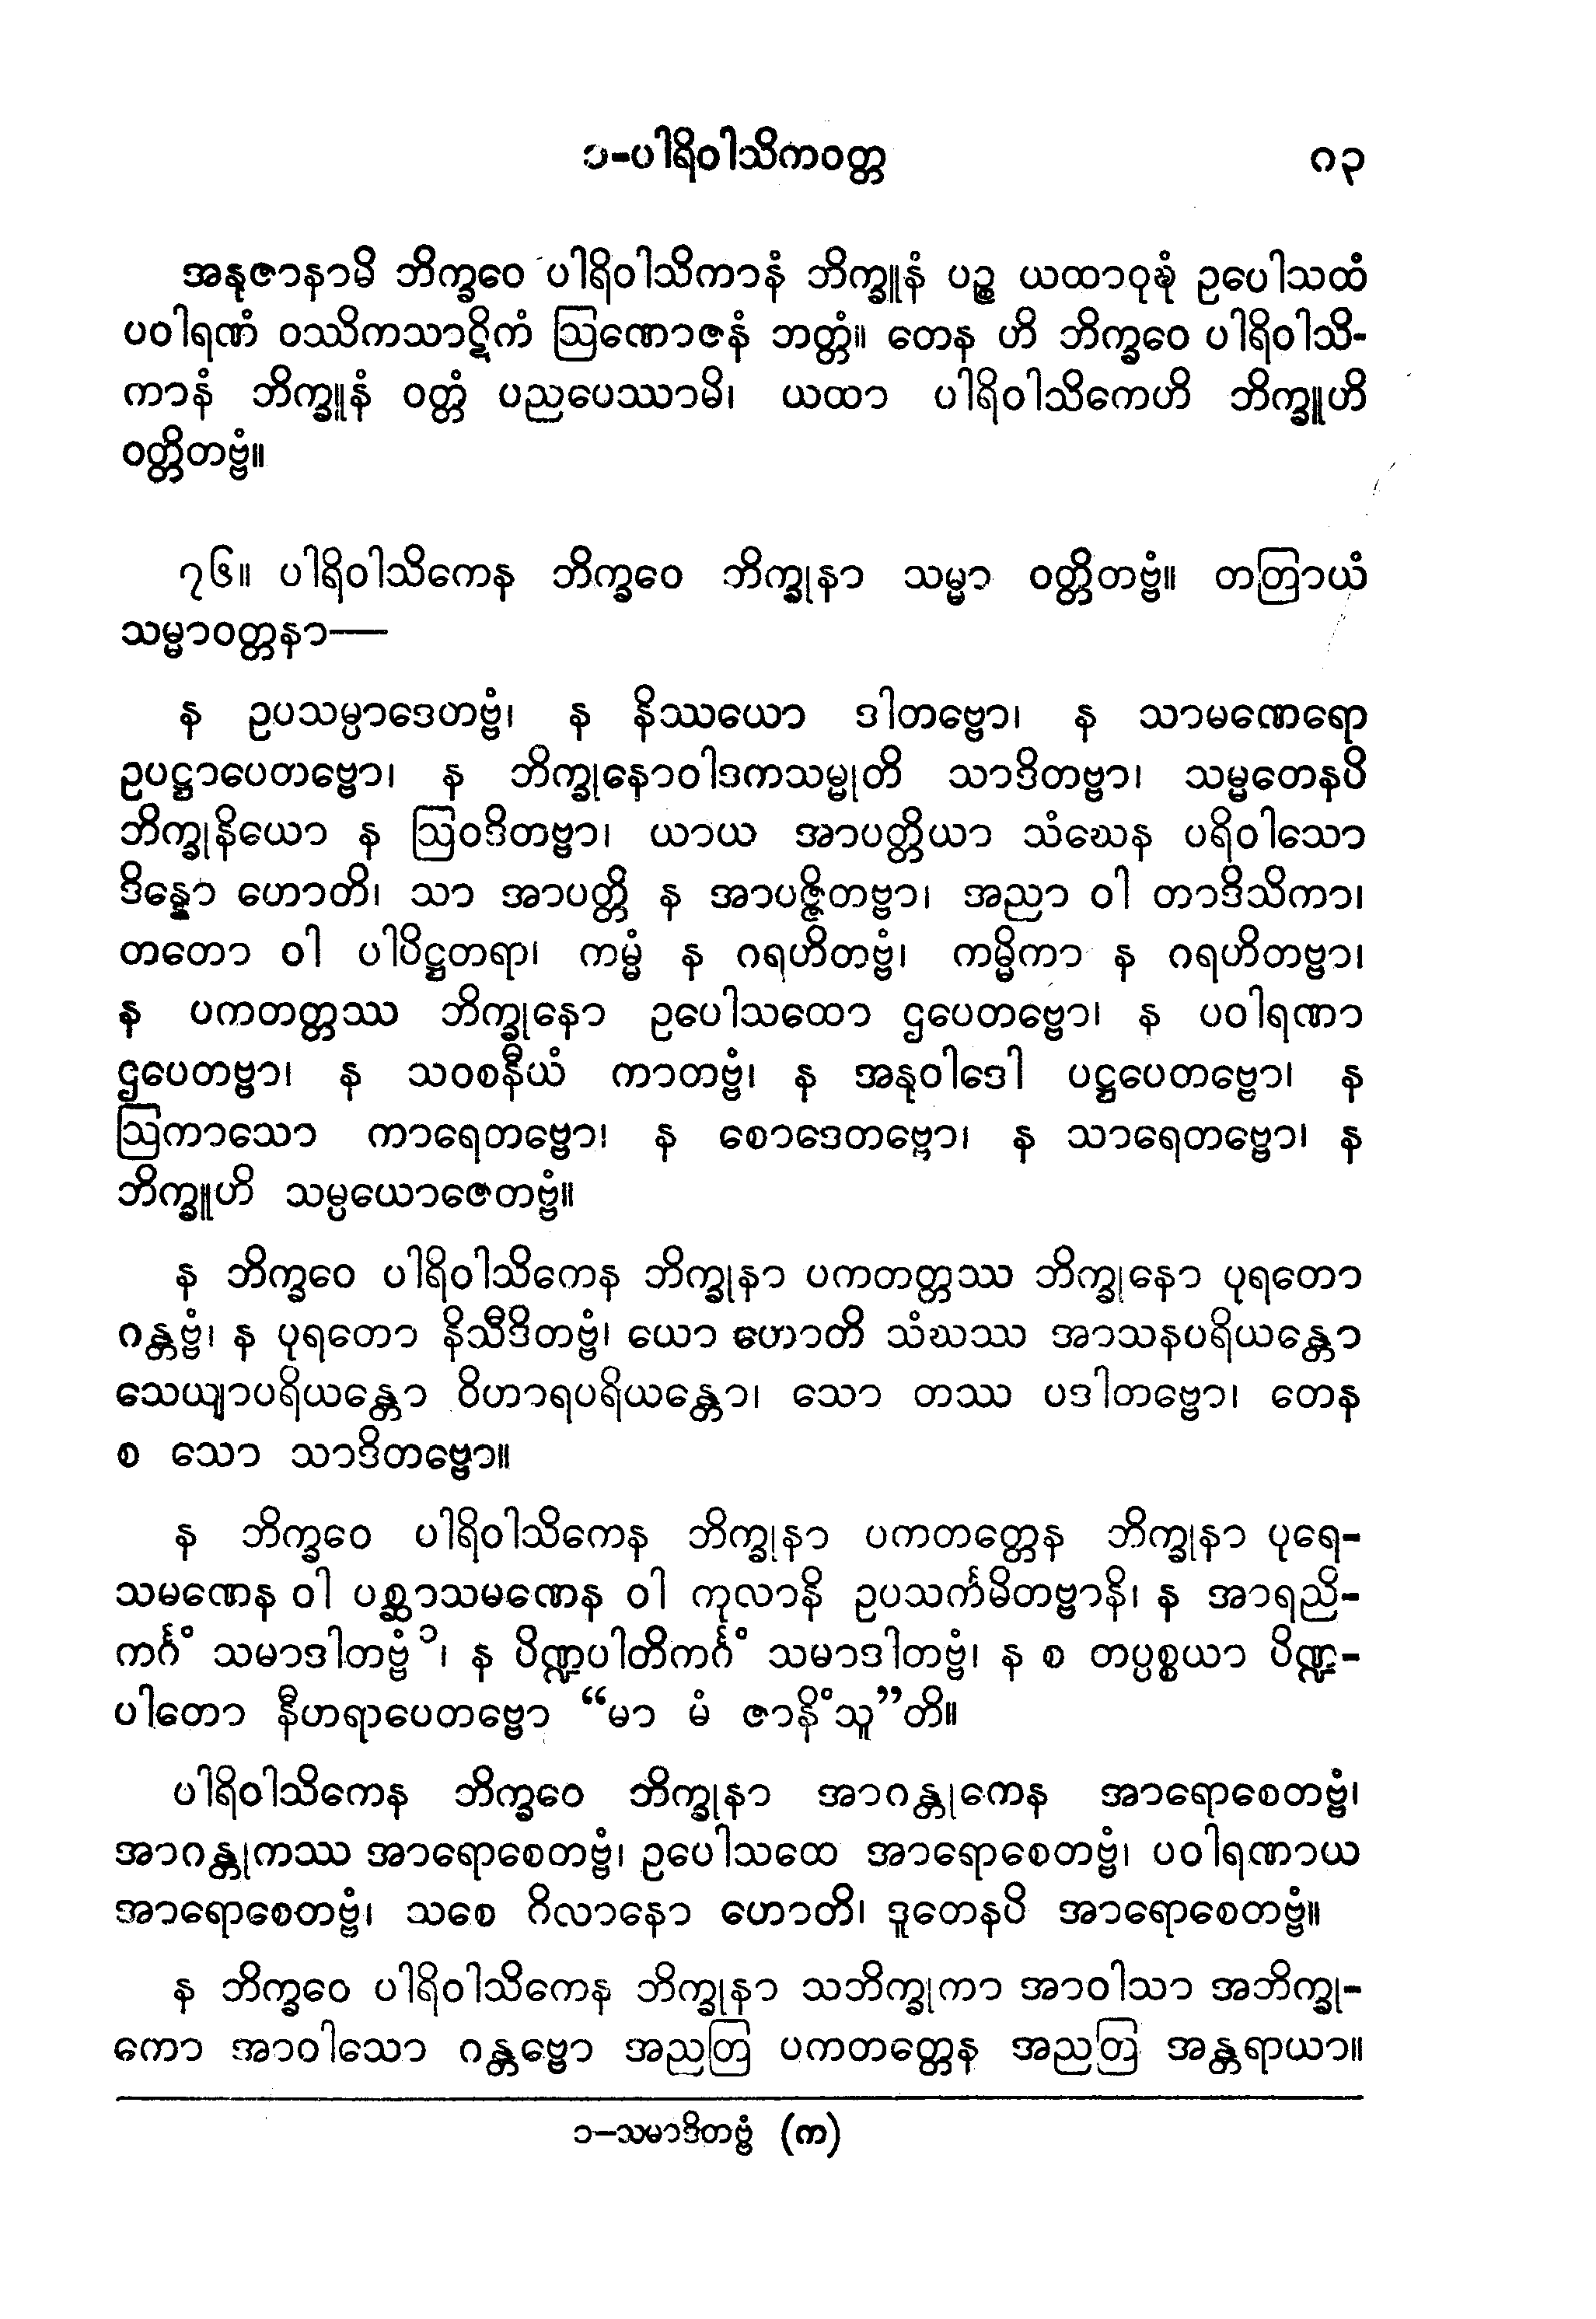 ၁-ပါရိဝါသိကဝတ္တ ဂ၃
အနုဇာနာမိ ဘိက္ခဝေ ပါရိဝါသိကာနံ ဘိက္ခူနံ ပဉ္စ ယထာဝုဍ္ဎံ ဥပေါသထံ
ပဝါရဏံ ဝဿိကသာဋိကံ ဩဏောဇနံ ဘတ္တံ။ တေန ဟိ ဘိက္ခဝေ ပါရိဝါသိ-
ကာနံ ဘိက္ခူနံ ဝတ္တံ ပညပေဿာမိ၊ ယထာ ပါရိဝါသိကေဟိ ဘိက္ခူဟိ
ဝတ္တိတဗ္ဗံ။
၇၆။ ပါရိဝါသိကေန ဘိက္ခဝေ ဘိက္ခုနာ သမ္မာ ဝတ္တိတဗ္ဗံ။ တတြာယံ
သမ္မာဝတ္တနာ—
န ဥပသမ္ပာဒေတဗ္ဗံ၊ န နိဿယော ဒါတဗ္ဗော၊ န သာမဏေရော
ဥပဋ္ဌာပေတဗ္ဗော၊ န ဘိက္ခုနောဝါဒကသမ္မုတိ သာဒိတဗ္ဗာ၊ သမ္မတေနပိ
ဘိက္ခုနိယော န ဩဝဒိတဗ္ဗာ၊ ယာယ အာပတ္တိယာ သံဃေန ပရိဝါသော
ဒိန္နော ဟောတိ၊ သာ အာပတ္တိ န အာပဇ္ဇိတဗ္ဗာ၊ အညာ ဝါ တာဒိသိကာ၊
တတော ဝါ ပါပိဋ္ဌတရာ၊ ကမ္မံ န ဂရဟိတဗ္ဗံ၊ ကမ္မိကာ န ဂရဟိတဗ္ဗာ၊
န ပကတတ္တဿ ဘိက္ခုနော ဥပေါသထော ဌပေတဗ္ဗော၊ န ပဝါရဏာ
ဌပေတဗ္ဗာ၊ န သဝစနီယံ ကာတဗ္ဗံ၊ န အနုဝါဒေါ ပဋ္ဌပေတဗ္ဗော၊ န
ဩကာသော ကာရေတဗ္ဗော၊ န စောဒေတဗ္ဗော၊ န သာရေတဗ္ဗော၊ န
ဘိက္ခူဟိ သမ္ပယောဇေတဗ္ဗံ။
န ဘိက္ခဝေ ပါရိဝါသိကေန ဘိက္ခုနာ ပကတတ္တဿ ဘိက္ခုနော ပုရတော
ဂန္တဗ္ဗံ၊ န ပုရတော နိသီဒိတဗ္ဗံ၊ ယော ဟောတိ သံဃဿ အာသနပရိယန္တော
သေယျာပရိယန္တော ဝိဟာရပရိယန္တော၊ သော တဿ ပဒါတဗ္ဗော၊ တေန
စ သော သာဒိတဗ္ဗော။
န ဘိက္ခဝေ ပါရိဝါသိကေန ဘိက္ခုနာ ပကတတ္တေန ဘိက္ခုနာ ပုရေ-
သမဏေန ဝါ ပစ္ဆာသမဏေန ဝါ ကုလာနိ ဥပသင်္ကမိတဗ္ဗာနိ၊ န အာရညိ-
ကင်္ဂံ သမာဒါတဗ္ဗံ ၁၊ န ပိဏ္ဍပါတိကင်္ဂံ သမာဒါတဗ္ဗံ၊ န စ တပ္ပစ္စယာ ပိဏ္ဍ-
ပါတော နီဟရာပေတဗ္ဗော “မာ မံ ဇာနိံသူ”တိ။
ပါရိဝါသိကေန ဘိက္ခဝေ ဘိက္ခုနာ အာဂန္တုကေန အာရောစေတဗ္ဗံ၊
အာဂန္တုကဿ အာရောစေတဗ္ဗံ၊ ဥပေါသထေ အာရောစေတဗ္ဗံ၊ ပဝါရဏာယ
အာရောစေတဗ္ဗံ၊ သစေ ဂိလာနော ဟောတိ၊ ဒူတေနပိ အာရောစေတဗ္ဗံ။
န ဘိက္ခဝေ ပါရိဝါသိကေန ဘိက္ခုနာ သဘိက္ခုကာ အာဝါသာ အဘိက္ခု-
ကော အာဝါသော ဂန္တဗ္ဗော အညတြ ပကတတ္တေန အညတြ အန္တရာယာ။
၁-သမာဒိတဗ္ဗံ (က)